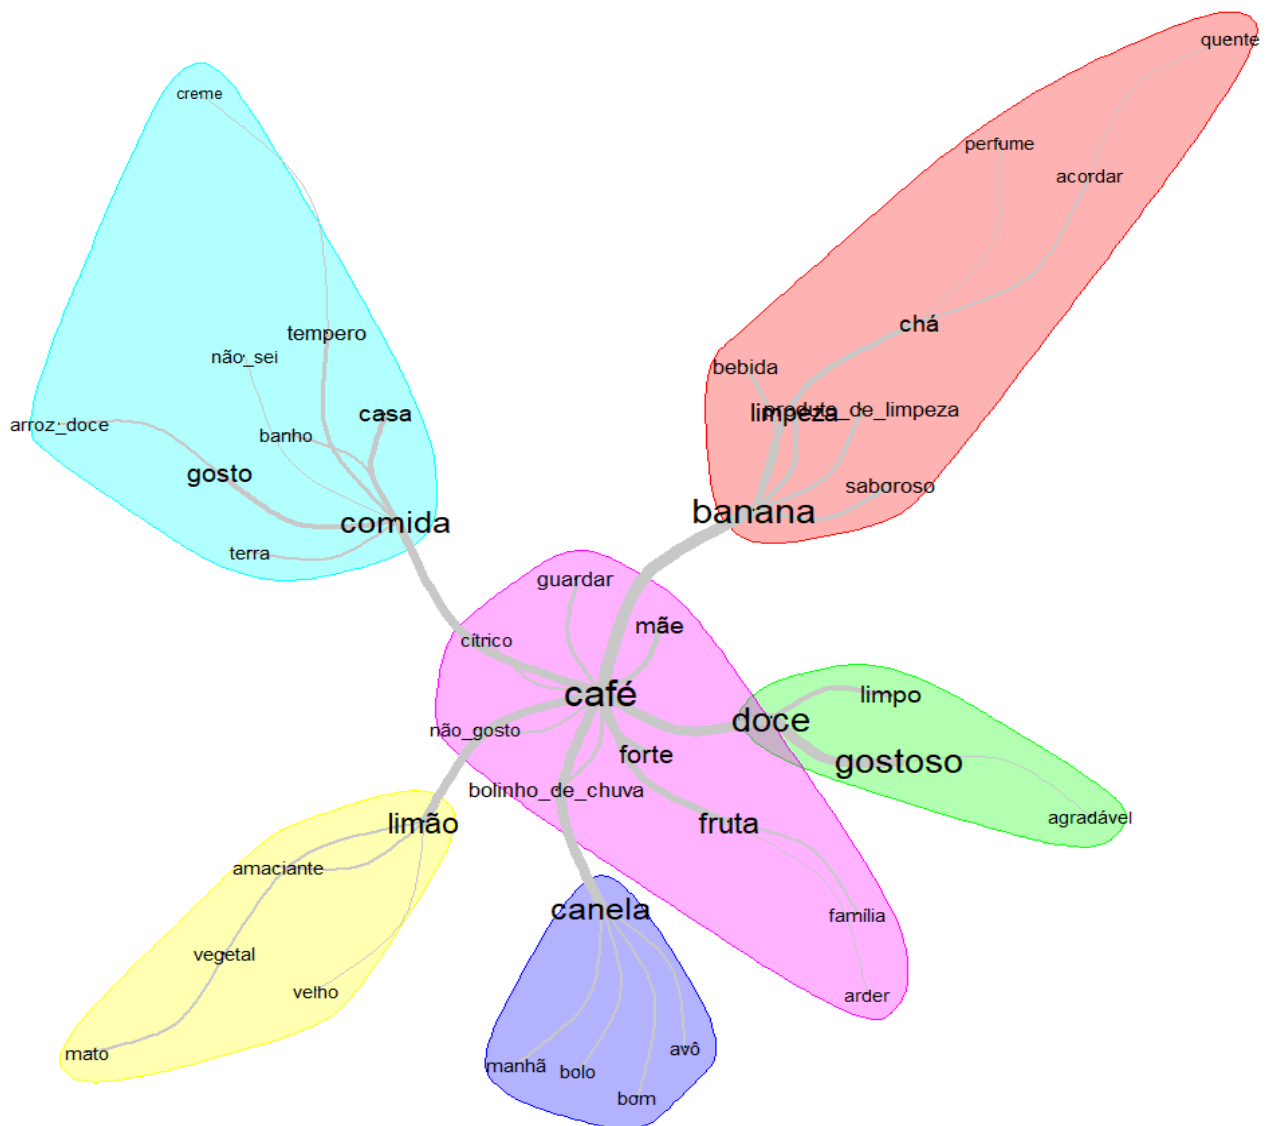 quente
creme
perfume
acordar
chá
tempero
não_sei
bebida
casa
limpeza
produto_de_limpeza
arroz_doce
banho
gosto
saboroso
banana
comida
terra
guardar
mãe
cítrico
café
limpo
doce
não_gosto
forte
gostoso
bolinho_de_chuva
agradável
limão
fruta
amaciante
canela
família
vegetal
velho
arder
avô
mato
manhã
bolo
bom